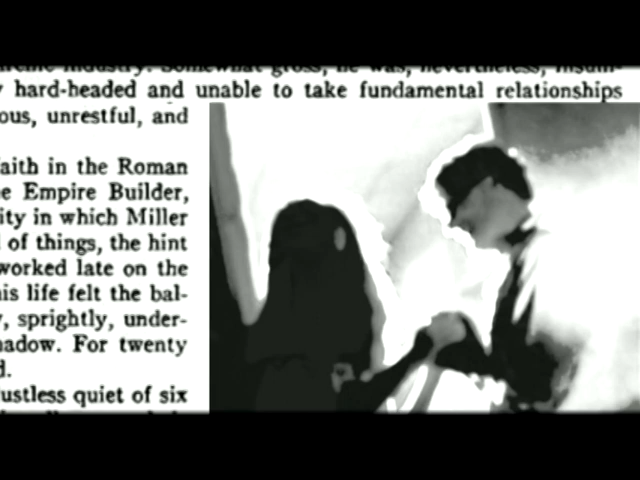 hard-headed and unable to take fundamental relationships
ous, unrestful, and
aith in the Roman
e Empire Builder,
ity in which Miller
of things, the hint
worked late on the
his life felt the bal-
, sprightly, under-
hadow. For twenty
d.
ustless quiet of six